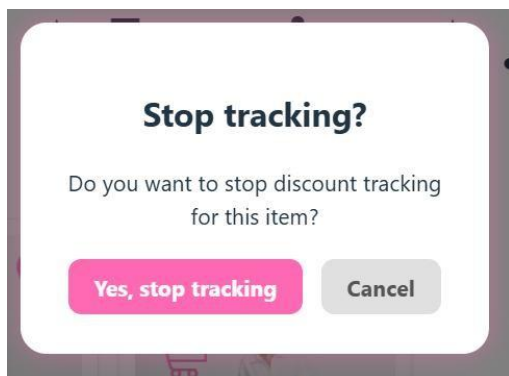 Stop tracking?
Do you want to stop discount tracking
for this item?
Yes, stop tracking
Cancel